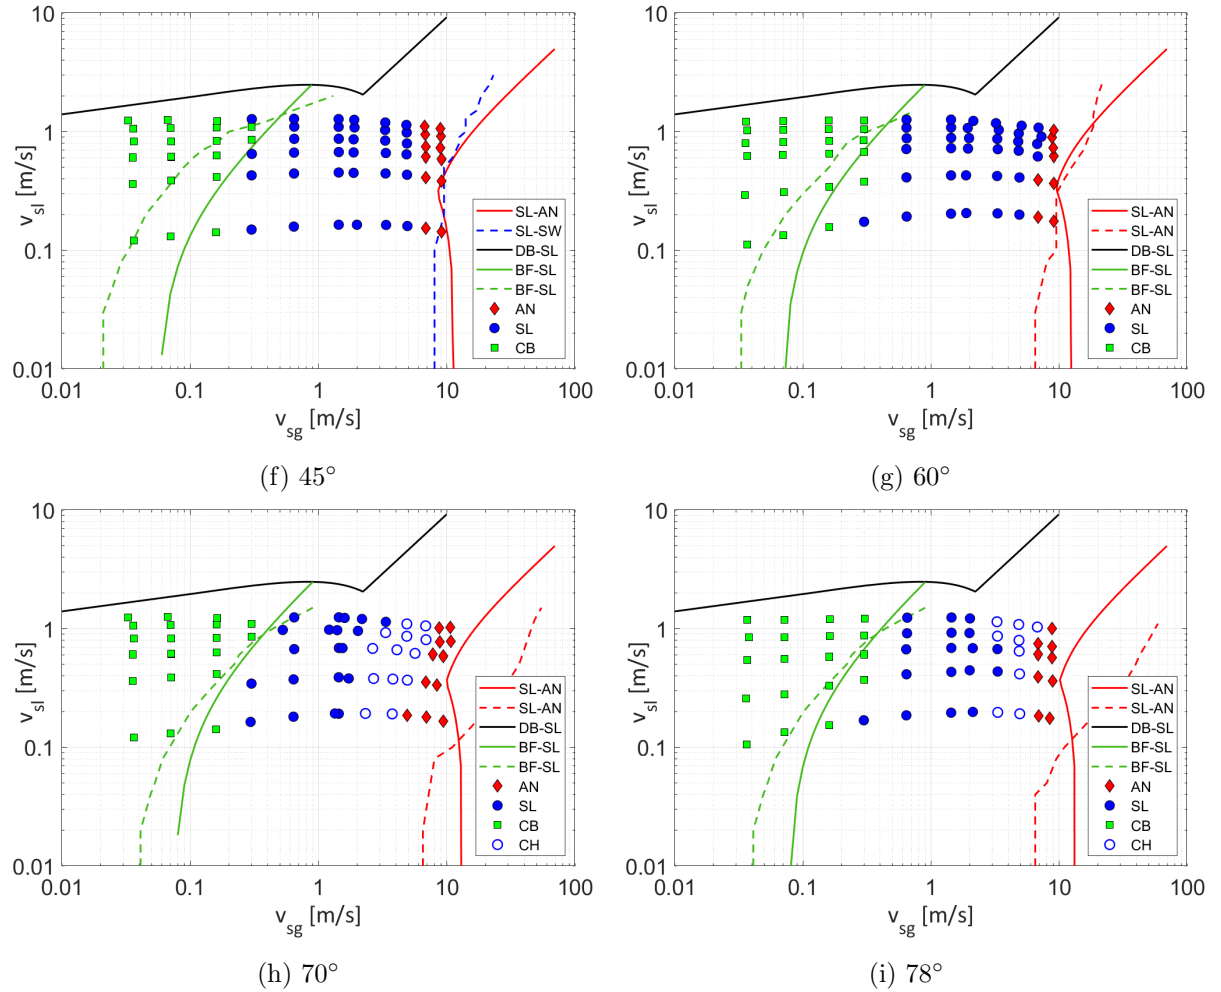 10
1
0.1
0.01
v_sl [m/s]
0.01 0.1 1 10 100
v_sg [m/s]
SL-AN
SL-SW
DB-SL
BF-SL
BF-SL
AN
SL
CB
(f) 45°
10
1
0.1
0.01
v_sl [m/s]
0.01 0.1 1 10 100
v_sg [m/s]
SL-AN
SL-AN
DB-SL
BF-SL
BF-SL
AN
SL
CB
(g) 60°
10
1
0.1
0.01
v_sl [m/s]
0.01 0.1 1 10 100
v_sg [m/s]
SL-AN
SL-AN
DB-SL
BF-SL
BF-SL
AN
SL
CB
CH
(h) 70°
10
1
0.1
0.01
v_sl [m/s]
0.01 0.1 1 10 100
v_sg [m/s]
SL-AN
SL-AN
DB-SL
BF-SL
BF-SL
AN
SL
CB
CH
(i) 78°